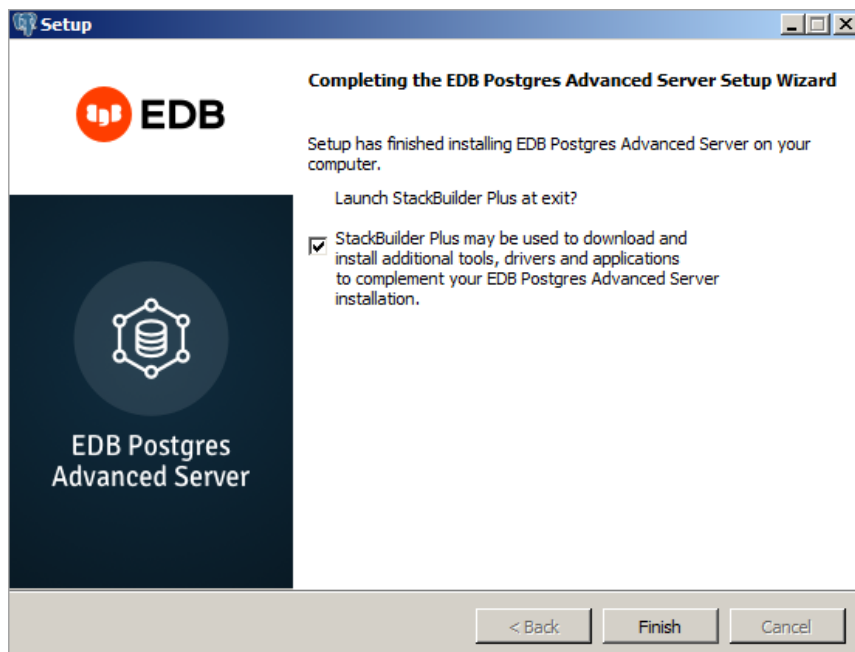 Setup
EDB
Completing the EDB Postgres Advanced Server Setup Wizard
Setup has finished installing EDB Postgres Advanced Server on your
computer.
Launch StackBuilder Plus at exit?
StackBuilder Plus may be used to download and
install additional tools, drivers and applications
to complement your EDB Postgres Advanced Server
installation.
EDB Postgres
Advanced Server
< Back
Finish
Cancel